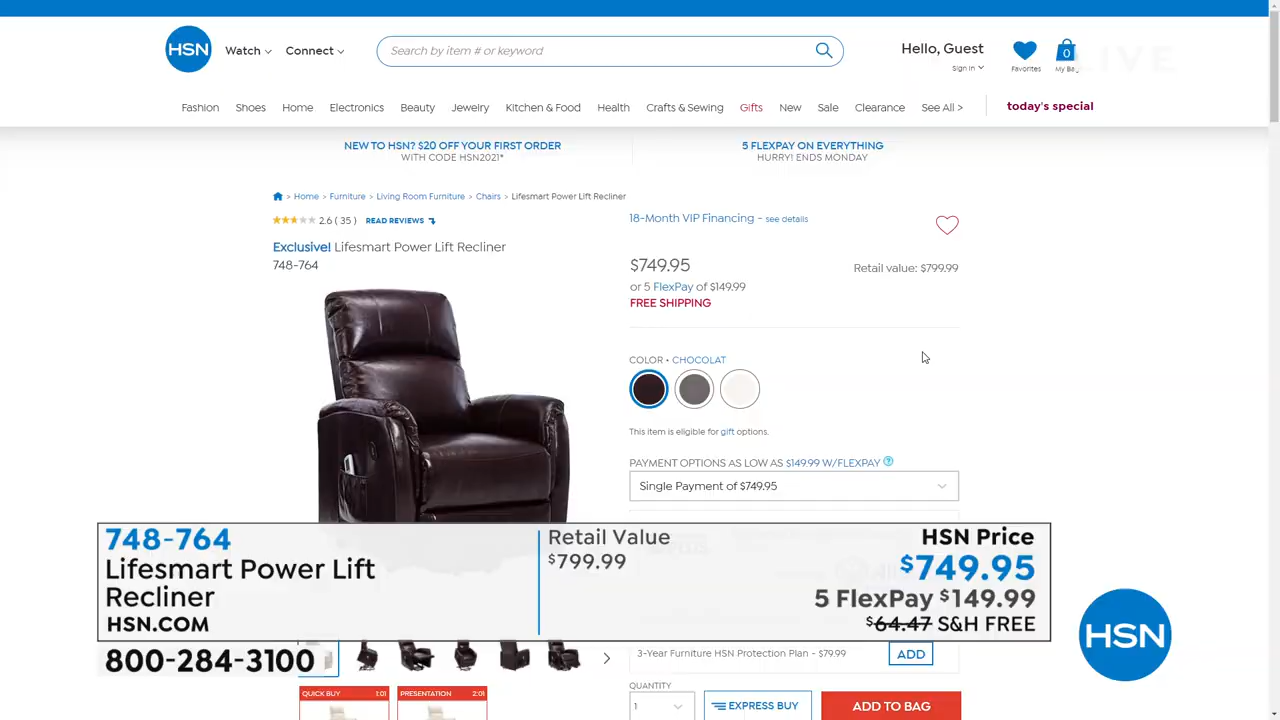 HSN
Watch
Connect
Search by item # or keyword
Hello, Guest
Sign in
Favorites
0
My Ba
LIVE
Fashion
Shoes
Home
Electronics
Beauty
Jewelry
Kitchen & Food
Health
Crafts & Sewing
Gifts
New
Sale
Clearance
See All >
today's special
NEW TO HSN? $20 OFF YOUR FIRST ORDER
WITH CODE HSN2021*
5 FLEXPAY ON EVERYTHING
HURRY! ENDS MONDAY
> Home > Furniture > Living Room Furniture > Chairs > Lifesmart Power Lift Recliner
2.6 ( 35 ) READ REVIEWS
Exclusive! Lifesmart Power Lift Recliner
748-764
18-Month VIP Financing - see details
$749.95
Retail value: $799.99
or 5 FlexPay of $149.99
FREE SHIPPING
COLOR • CHOCOLAT
This item is eligible for gift options.
PAYMENT OPTIONS AS LOW AS $149.99 W/FLEXPAY ?
Single Payment of $749.95
748-764
Lifesmart Power Lift
Recliner
HSN.COM
800-284-3100
Retail Value
$799.99
HSN Price
$749.95
5 FlexPay $149.99
$64.47 S&H FREE
HSN
3-Year Furniture HSN Protection Plan - $79.99
ADD
QUICK BUY 1:01
PRESENTATION 2:01
QUANTITY
1
EXPRESS BUY
ADD TO BAG